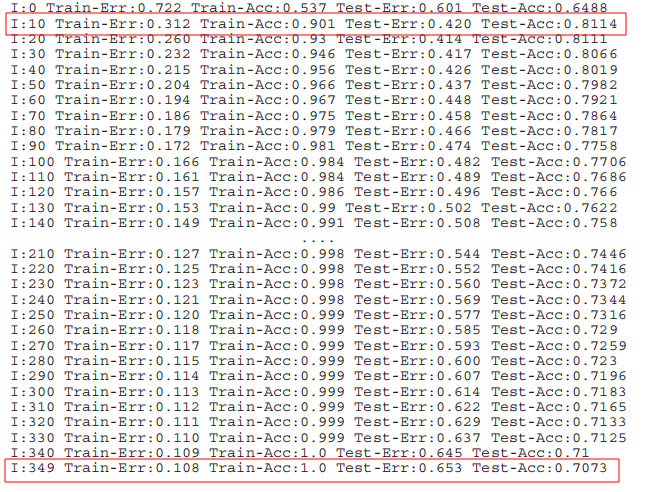 I:0 Train-Err:0.722 Train-Acc:0.537 Test-Err:0.601 Test-Acc:0.6488
I:10 Train-Err:0.312 Train-Acc:0.901 Test-Err:0.420 Test-Acc:0.8114
I:20 Train-Err:0.260 Train-Acc:0.93 Test-Err:0.414 Test-Acc:0.8111
I:30 Train-Err:0.232 Train-Acc:0.946 Test-Err:0.417 Test-Acc:0.8066
I:40 Train-Err:0.215 Train-Acc:0.956 Test-Err:0.426 Test-Acc:0.8019
I:50 Train-Err:0.204 Train-Acc:0.966 Test-Err:0.437 Test-Acc:0.7982
I:60 Train-Err:0.194 Train-Acc:0.967 Test-Err:0.448 Test-Acc:0.7921
I:70 Train-Err:0.186 Train-Acc:0.975 Test-Err:0.458 Test-Acc:0.7864
I:80 Train-Err:0.179 Train-Acc:0.979 Test-Err:0.466 Test-Acc:0.7817
I:90 Train-Err:0.172 Train-Acc:0.981 Test-Err:0.474 Test-Acc:0.7758
I:100 Train-Err:0.166 Train-Acc:0.984 Test-Err:0.482 Test-Acc:0.7706
I:110 Train-Err:0.161 Train-Acc:0.984 Test-Err:0.489 Test-Acc:0.7686
I:120 Train-Err:0.157 Train-Acc:0.986 Test-Err:0.496 Test-Acc:0.766
I:130 Train-Err:0.153 Train-Acc:0.99 Test-Err:0.502 Test-Acc:0.7622
I:140 Train-Err:0.149 Train-Acc:0.991 Test-Err:0.508 Test-Acc:0.758
....
I:210 Train-Err:0.127 Train-Acc:0.998 Test-Err:0.544 Test-Acc:0.7446
I:220 Train-Err:0.125 Train-Acc:0.998 Test-Err:0.552 Test-Acc:0.7416
I:230 Train-Err:0.123 Train-Acc:0.998 Test-Err:0.560 Test-Acc:0.7372
I:240 Train-Err:0.121 Train-Acc:0.998 Test-Err:0.569 Test-Acc:0.7344
I:250 Train-Err:0.120 Train-Acc:0.999 Test-Err:0.577 Test-Acc:0.7316
I:260 Train-Err:0.118 Train-Acc:0.999 Test-Err:0.585 Test-Acc:0.729
I:270 Train-Err:0.117 Train-Acc:0.999 Test-Err:0.593 Test-Acc:0.7259
I:280 Train-Err:0.115 Train-Acc:0.999 Test-Err:0.600 Test-Acc:0.723
I:290 Train-Err:0.114 Train-Acc:0.999 Test-Err:0.607 Test-Acc:0.7196
I:300 Train-Err:0.113 Train-Acc:0.999 Test-Err:0.614 Test-Acc:0.7183
I:310 Train-Err:0.112 Train-Acc:0.999 Test-Err:0.622 Test-Acc:0.7165
I:320 Train-Err:0.111 Train-Acc:0.999 Test-Err:0.629 Test-Acc:0.7133
I:330 Train-Err:0.110 Train-Acc:0.999 Test-Err:0.637 Test-Acc:0.7125
I:340 Train-Err:0.109 Train-Acc:1.0 Test-Err:0.645 Test-Acc:0.71
I:349 Train-Err:0.108 Train-Acc:1.0 Test-Err:0.653 Test-Acc:0.7073